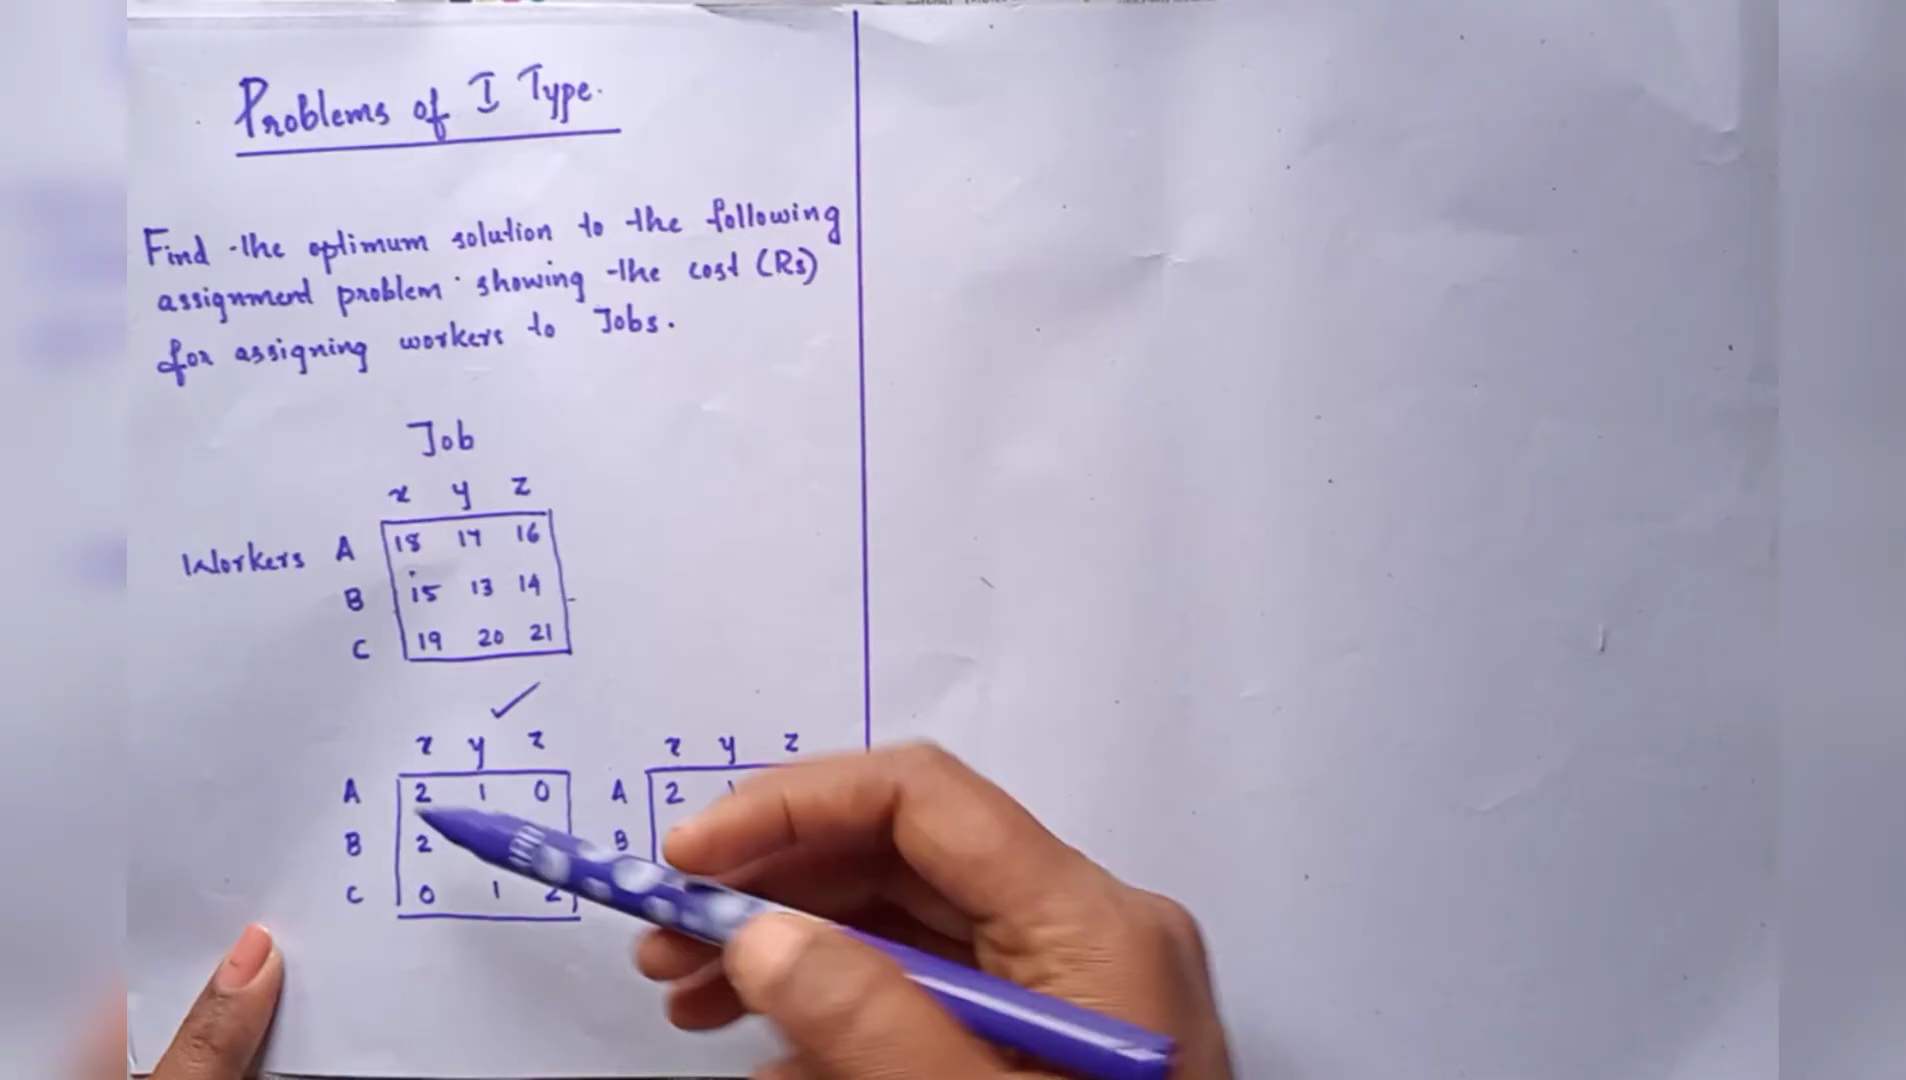 Problems of I Type.
Find the optimum solution to the following
assignment problem showing the cost (Rs)
for assigning workers to Jobs.
Job
x y z
Workers A 18 17 16
B 15 13 14
C 19 20 21
x y z
A 2 1 0
B 2
C 0 1 2
x y z
A 2 1
B